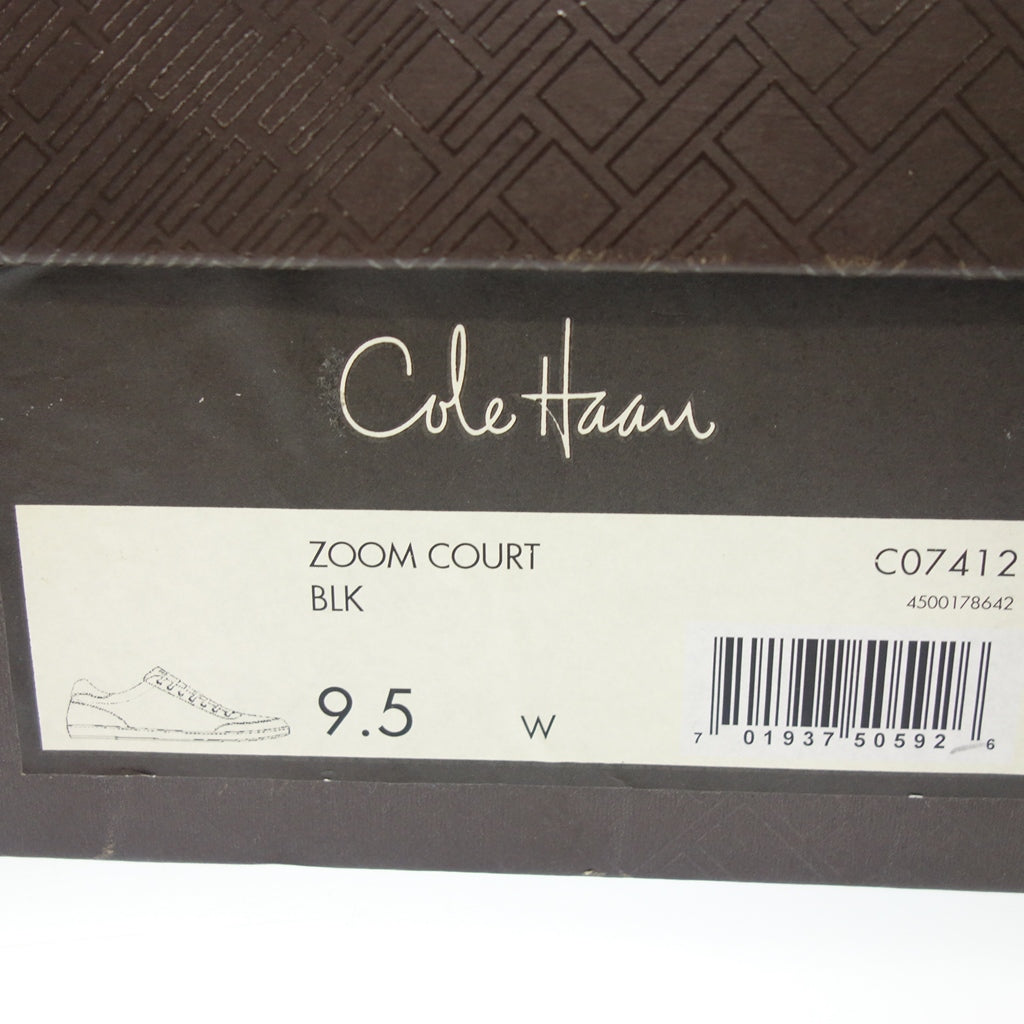 Cole Haan
ZOOM COURT
C07412
BLK
4500178642
9.5
W
7 01937 50592 6